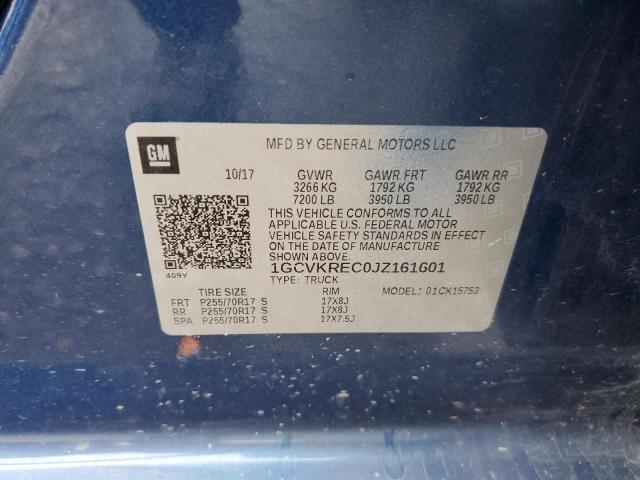 GM
MFD BY GENERAL MOTORS LLC
10/17 GVWR GAWR FRT GAWR RR
3266 KG 1792 KG 1792 KG
7200 LB 3950 LB 3950 LB
THIS VEHICLE CONFORMS TO ALL
APPLICABLE U.S. FEDERAL MOTOR
VEHICLE SAFETY STANDARDS IN EFFECT
ON THE DATE OF MANUFACTURE
SHOWN ABOVE.
409Y 1GCVKREC0JZ161601
TYPE: TRUCK
TIRE SIZE RIM MODEL: 01CK15753
FRT P255/70R17 S 17X8J
RR P255/70R17 S 17X8J
SPA P255/70R17 S 17X7.5J